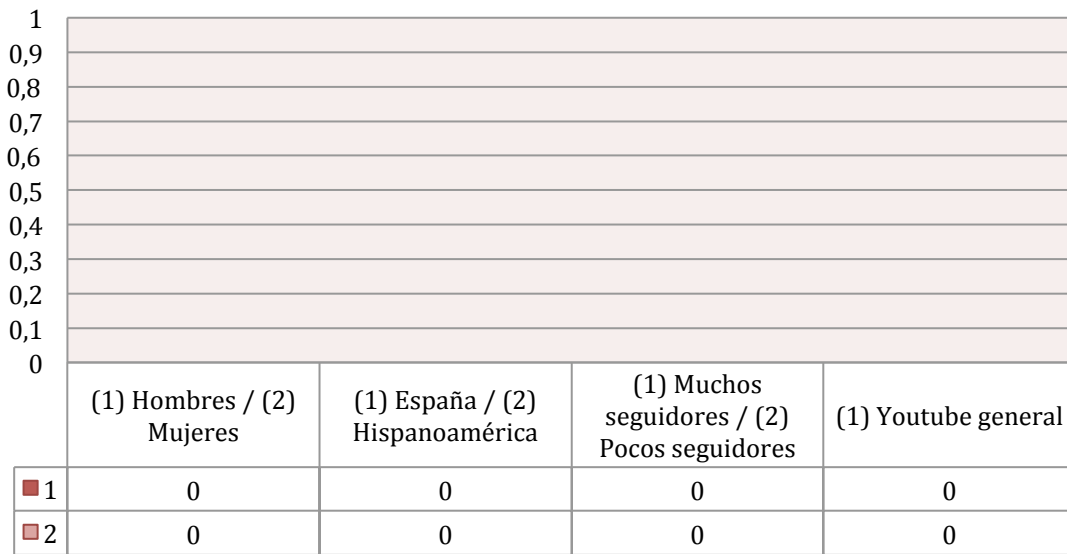 1
0,9
0,8
0,7
0,6
0,5
0,4
0,3
0,2
0,1
0
(1) Hombres / (2)
Mujeres
(1) España / (2)
Hispanoamérica
(1) Muchos
seguidores / (2)
Pocos seguidores
(1) Youtube general
1 0 0 0 0
2 0 0 0 0